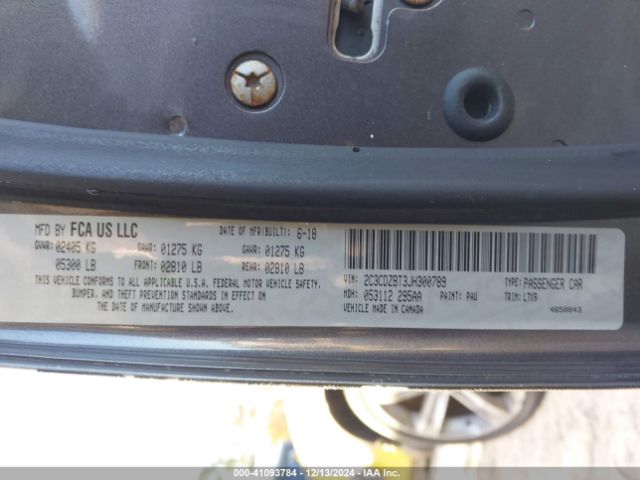 MFD BY FCA US LLC DATE OF MFR(BUILT): 6-18
GVWR: 02405 KG GAWR: 01275 KG GAWR: 01275 KG
05300 LB FRONT: 02810 LB REAR: 02810 LB
THIS VEHICLE CONFORMS TO ALL APPLICABLE U.S.A. FEDERAL MOTOR VEHICLE SAFETY,
BUMPER, AND THEFT PREVENTION STANDARDS IN EFFECT ON
THE DATE OF MANUFACTURE SHOWN ABOVE.
VIN: 2C3CDZBT3JH300789 TYPE: PASSENGER CAR
MDH: 053112 295AA PAINT: PAU TRIM: L7X9
VEHICLE MADE IN CANADA 4658043
000-41093784 - 12/13/2024 - IAA Inc.